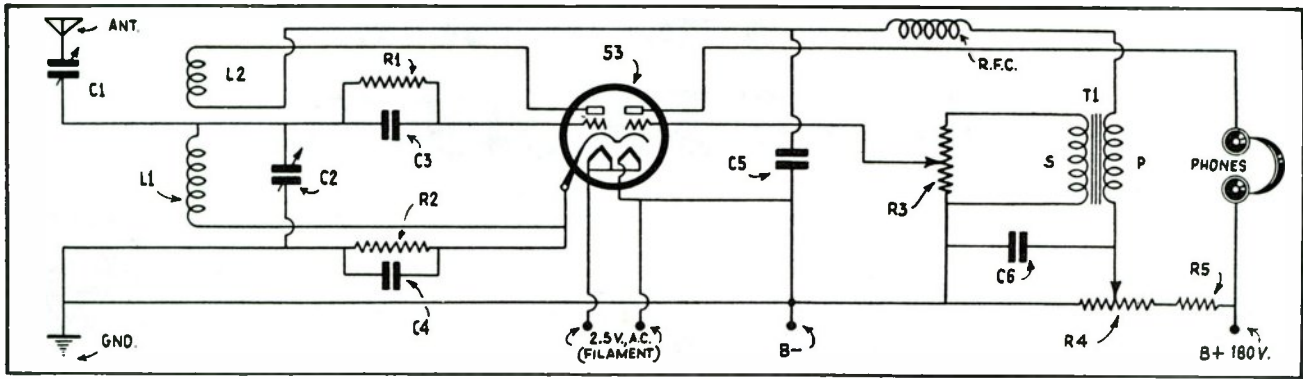 ANT.
C1
L2
R1
53
R.F.C.
T1
C3
L1
C2
R2
C5
R3
S
P
PHONES
C6
R5
C4
2.5V., A.C.
(FILAMENT)
B-
R4
GND.
B+ 180V.